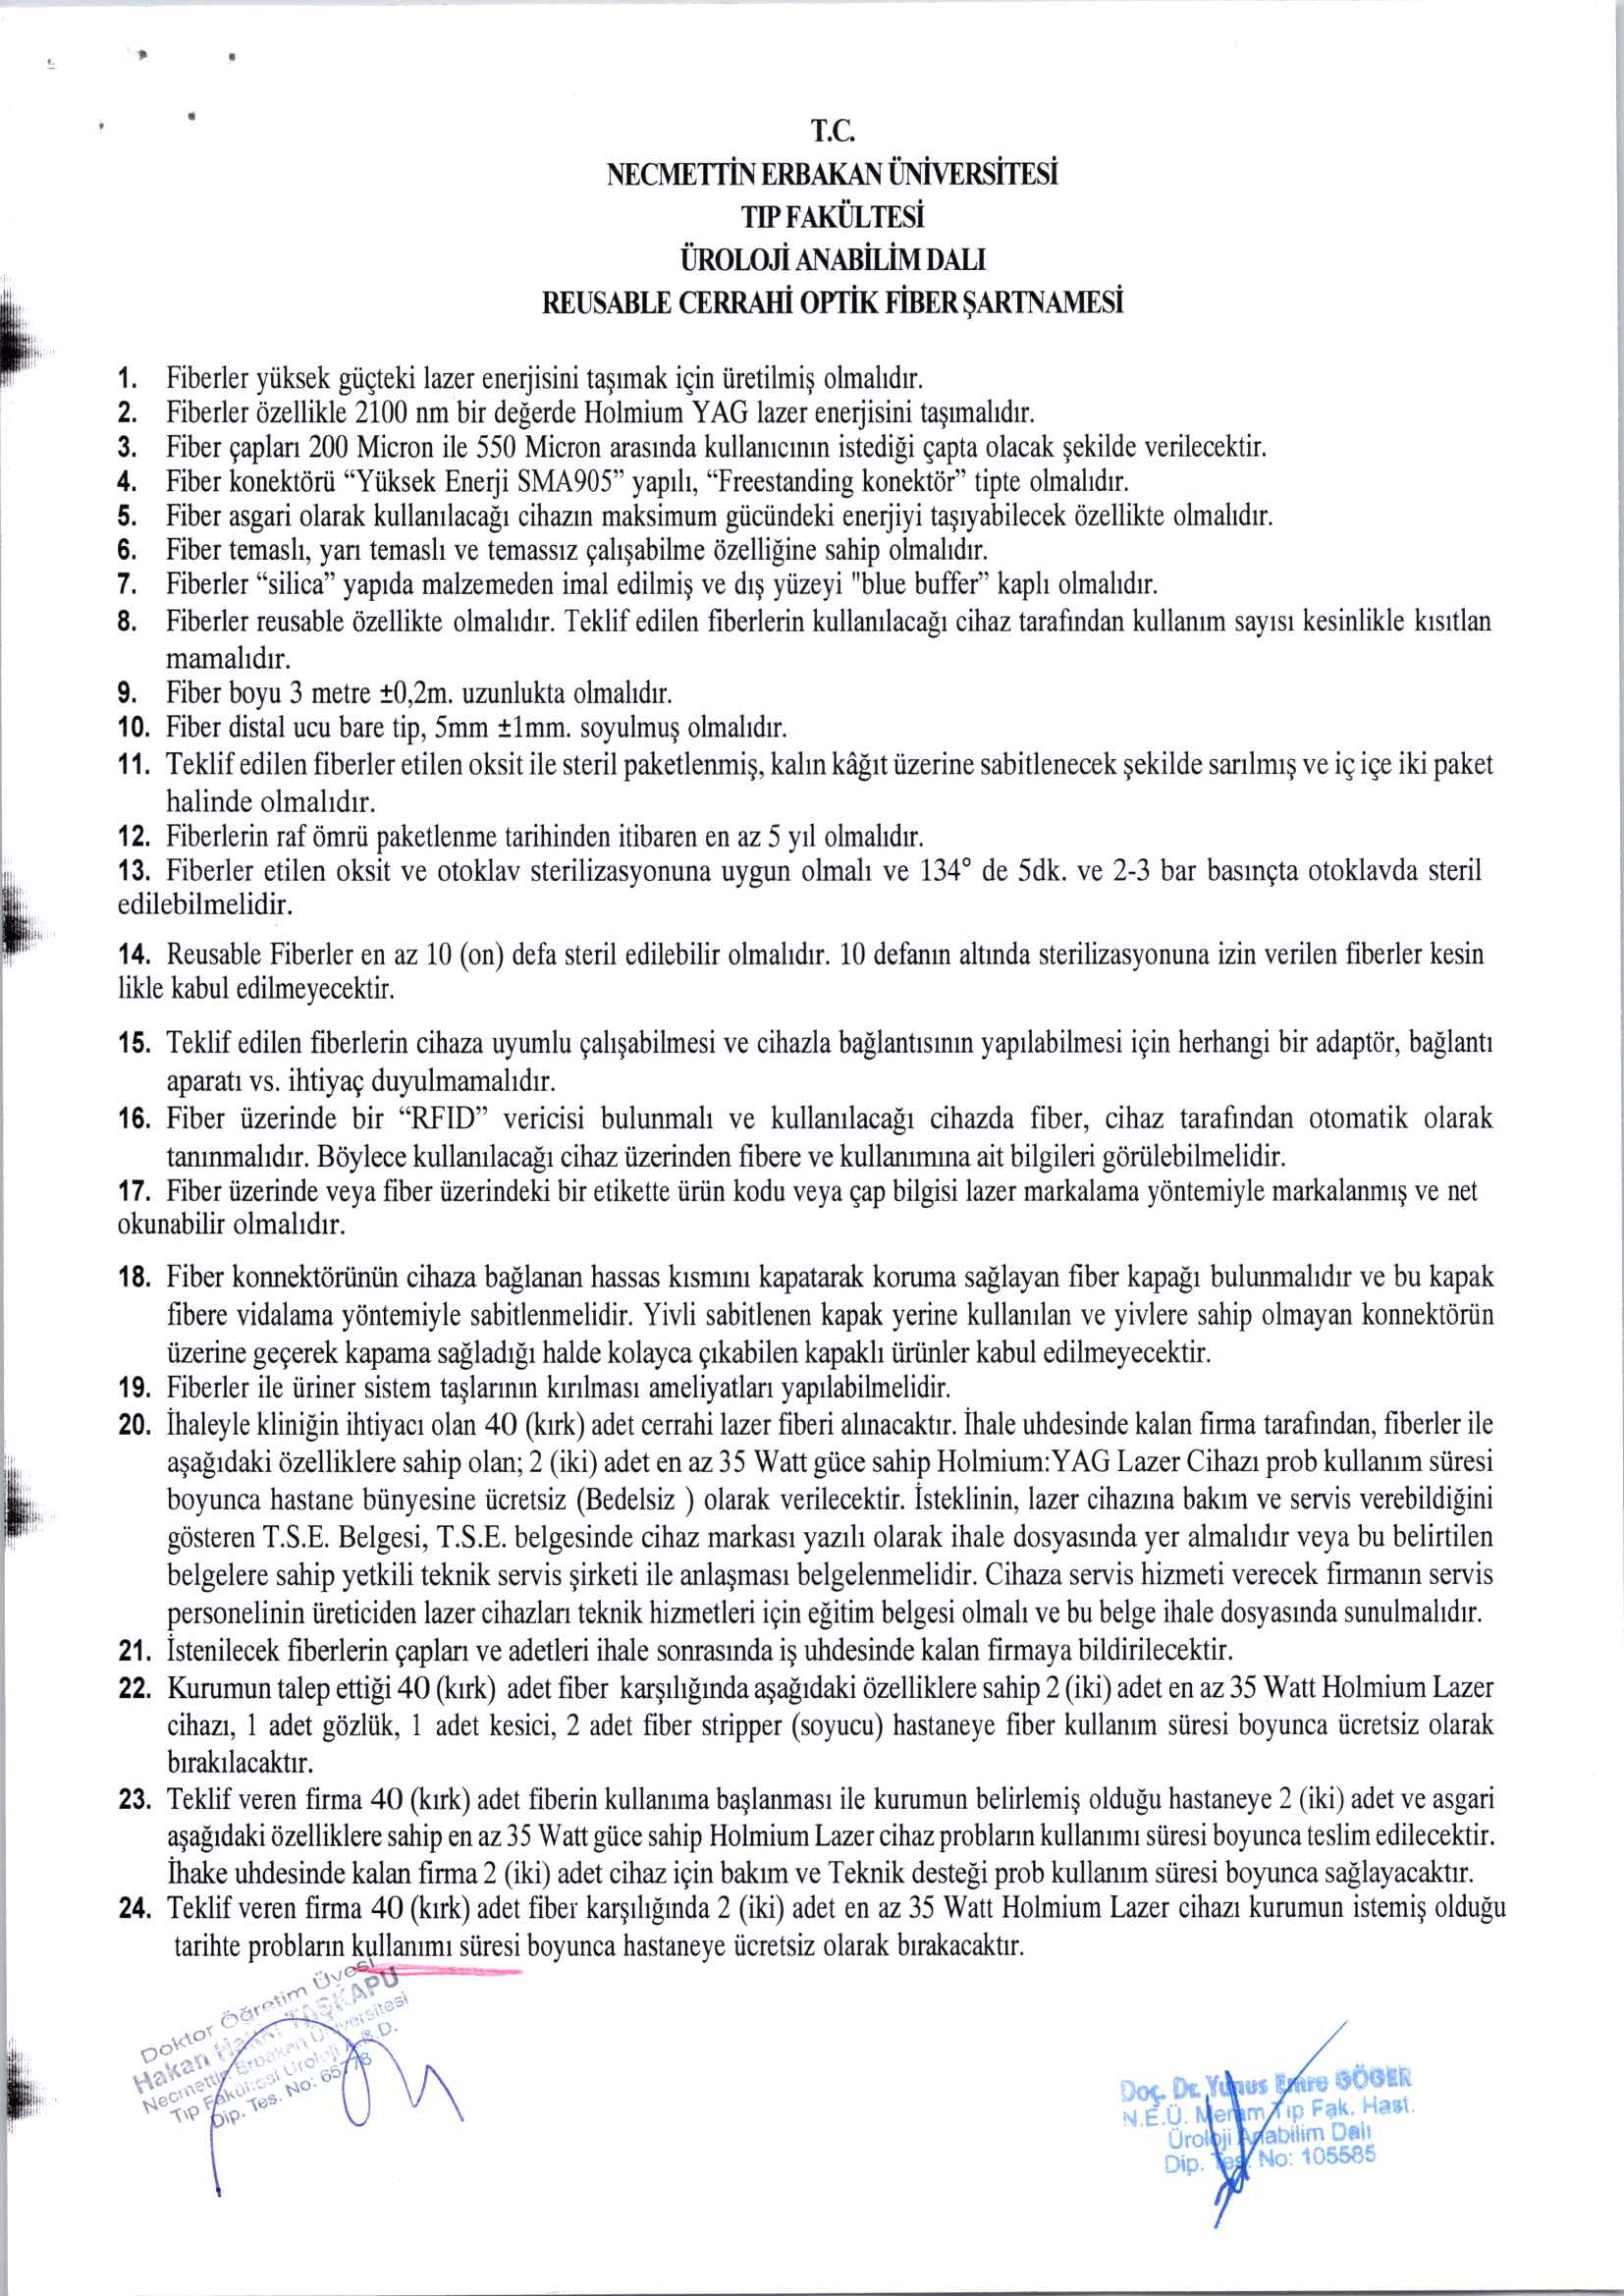 T.C.
NECMETTİN ERBAKAN ÜNİVERSİTESİ
TIP FAKÜLTESİ
ÜROLOJİ ANABİLİM DALI
REUSABLE CERRAHİ OPTİK FİBER ŞARTNAMESİ
1. Fiberler yüksek güçteki lazer enerjisini taşımak için üretilmiş olmalıdır.
2. Fiberler özellikle 2100 nm bir değerde Holmium YAG lazer enerjisini taşımalıdır.
3. Fiber çapları 200 Micron ile 550 Micron arasında kullanıcının istediği çapta olacak şekilde verilecektir.
4. Fiber konektörü “Yüksek Enerji SMA905” yapılı, “Freestanding konektör” tipte olmalıdır.
5. Fiber asgari olarak kullanılacağı cihazın maksimum gücündeki enerjiyi taşıyabilecek özellikte olmalıdır.
6. Fiber temaslı, yarı temaslı ve temassız çalışabilme özelliğine sahip olmalıdır.
7. Fiberler “silica” yapıda malzemeden imal edilmiş ve dış yüzeyi "blue buffer” kaplı olmalıdır.
8. Fiberler reusable özellikte olmalıdır. Teklif edilen fiberlerin kullanılacağı cihaz tarafından kullanım sayısı kesinlikle kısıtlan
mamalıdır.
9. Fiber boyu 3 metre ±0,2m. uzunlukta olmalıdır.
10. Fiber distal ucu bare tip, 5mm ±1mm. soyulmuş olmalıdır.
11. Teklif edilen fiberler etilen oksit ile steril paketlenmiş, kalın kâğıt üzerine sabitlenecek şekilde sarılmış ve iç içe iki paket
halinde olmalıdır.
12. Fiberlerin raf ömrü paketlenme tarihinden itibaren en az 5 yıl olmalıdır.
13. Fiberler etilen oksit ve otoklav sterilizasyonuna uygun olmalı ve 134° de 5dk. ve 2-3 bar basınçta otoklavda steril
edilebilmelidir.
14. Reusable Fiberler en az 10 (on) defa steril edilebilir olmalıdır. 10 defanın altında sterilizasyonuna izin verilen fiberler kesin
likle kabul edilmeyecektir.
15. Teklif edilen fiberlerin cihaza uyumlu çalışabilmesi ve cihazla bağlantısının yapılabilmesi için herhangi bir adaptör, bağlantı
aparatı vs. ihtiyaç duyulmamalıdır.
16. Fiber üzerinde bir “RFID” vericisi bulunmalı ve kullanılacağı cihazda fiber, cihaz tarafından otomatik olarak
tanınmalıdır. Böylece kullanılacağı cihaz üzerinden fibere ve kullanımına ait bilgileri görülebilmelidir.
17. Fiber üzerinde veya fiber üzerindeki bir etikette ürün kodu veya çap bilgisi lazer markalama yöntemiyle markalanmış ve net
okunabilir olmalıdır.
18. Fiber konnektörünün cihaza bağlanan hassas kısmını kapatarak koruma sağlayan fiber kapağı bulunmalıdır ve bu kapak
fibere vidalama yöntemiyle sabitlenmelidir. Yivli sabitlenen kapak yerine kullanılan ve yivlere sahip olmayan konnektörün
üzerine geçerek kapama sağladığı halde kolayca çıkabilen kapaklı ürünler kabul edilmeyecektir.
19. Fiberler ile üriner sistem taşlarının kırılması ameliyatları yapılabilmelidir.
20. İhaleyle kliniğin ihtiyacı olan 40 (kırk) adet cerrahi lazer fiberi alınacaktır. İhale uhdesinde kalan firma tarafından, fiberler ile
aşağıdaki özelliklere sahip olan; 2 (iki) adet en az 35 Watt güce sahip Holmium:YAG Lazer Cihazı prob kullanım süresi
boyunca hastane bünyesine ücretsiz (Bedelsiz ) olarak verilecektir. İsteklinin, lazer cihazına bakım ve servis verebildiğini
gösteren T.S.E. Belgesi, T.S.E. belgesinde cihaz markası yazılı olarak ihale dosyasında yer almalıdır veya bu belirtilen
belgelere sahip yetkili teknik servis şirketi ile anlaşması belgelenmelidir. Cihaza servis hizmeti verecek firmanın servis
personelinin üreticiden lazer cihazları teknik hizmetleri için eğitim belgesi olmalı ve bu belge ihale dosyasında sunulmalıdır.
21. İstenilecek fiberlerin çapları ve adetleri ihale sonrasında iş uhdesinde kalan firmaya bildirilecektir.
22. Kurumun talep ettiği 40 (kırk) adet fiber karşılığında aşağıdaki özelliklere sahip 2 (iki) adet en az 35 Watt Holmium Lazer
cihazı, 1 adet gözlük, 1 adet kesici, 2 adet fiber stripper (soyucu) hastaneye fiber kullanım süresi boyunca ücretsiz olarak
bırakılacaktır.
23. Teklif veren firma 40 (kırk) adet fiberin kullanıma başlanması ile kurumun belirlemiş olduğu hastaneye 2 (iki) adet ve asgari
aşağıdaki özelliklere sahip en az 35 Watt güce sahip Holmium Lazer cihaz probların kullanımı süresi boyunca teslim edilecektir.
İhake uhdesinde kalan firma 2 (iki) adet cihaz için bakım ve Teknik desteği prob kullanım süresi boyunca sağlayacaktır.
24. Teklif veren firma 40 (kırk) adet fiber karşılığında 2 (iki) adet en az 35 Watt Holmium Lazer cihazı kurumun istemiş olduğu
tarihte probların kullanımı süresi boyunca hastaneye ücretsiz olarak bırakacaktır.
Doktor Öğretim Üyesi
Hakan Hakkı TAŞKAPU
Necmettin Erbakan Üniversitesi
Tıp Fakültesi Üroloji A.B.D.
Dip. Tes. No: 65778
Doç. Dr. Yunus Emre GÖGER
N.E.Ü. Meram Tıp Fak. Hast.
Üroloji Anabilim Dalı
Dip. Tes. No: 105585